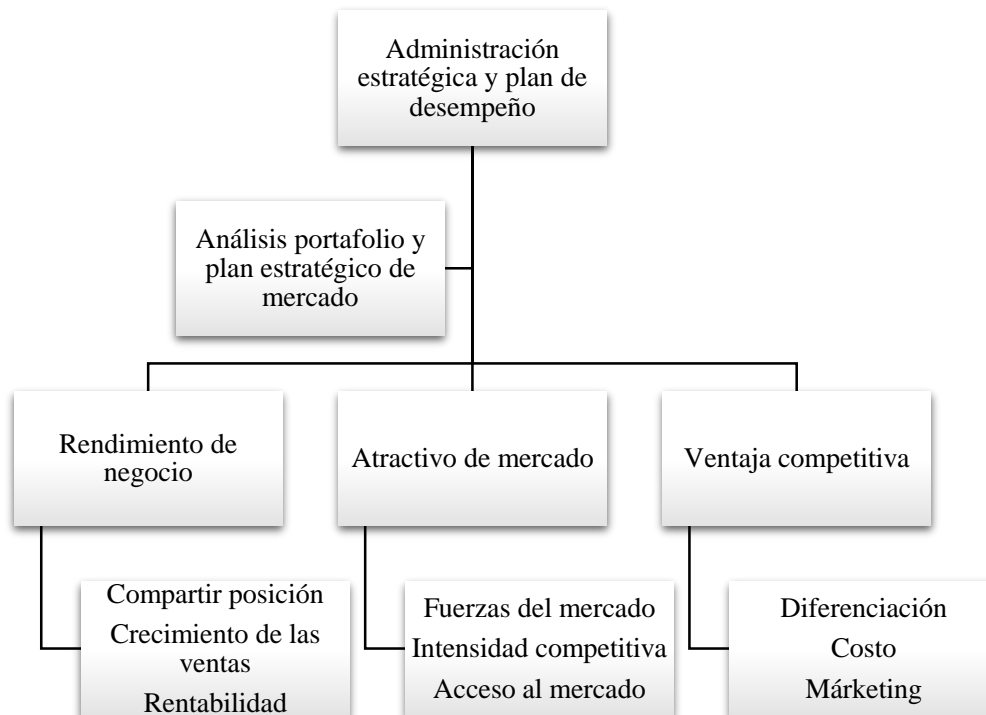 Administración
estratégica y plan de
desempeño
Análisis portafolio y
plan estratégico de
mercado
Rendimiento de
negocio
Atractivo de mercado
Ventaja competitiva
Compartir posición
Crecimiento de las
ventas
Rentabilidad
Fuerzas del mercado
Intensidad competitiva
Acceso al mercado
Diferenciación
Costo
Márketing